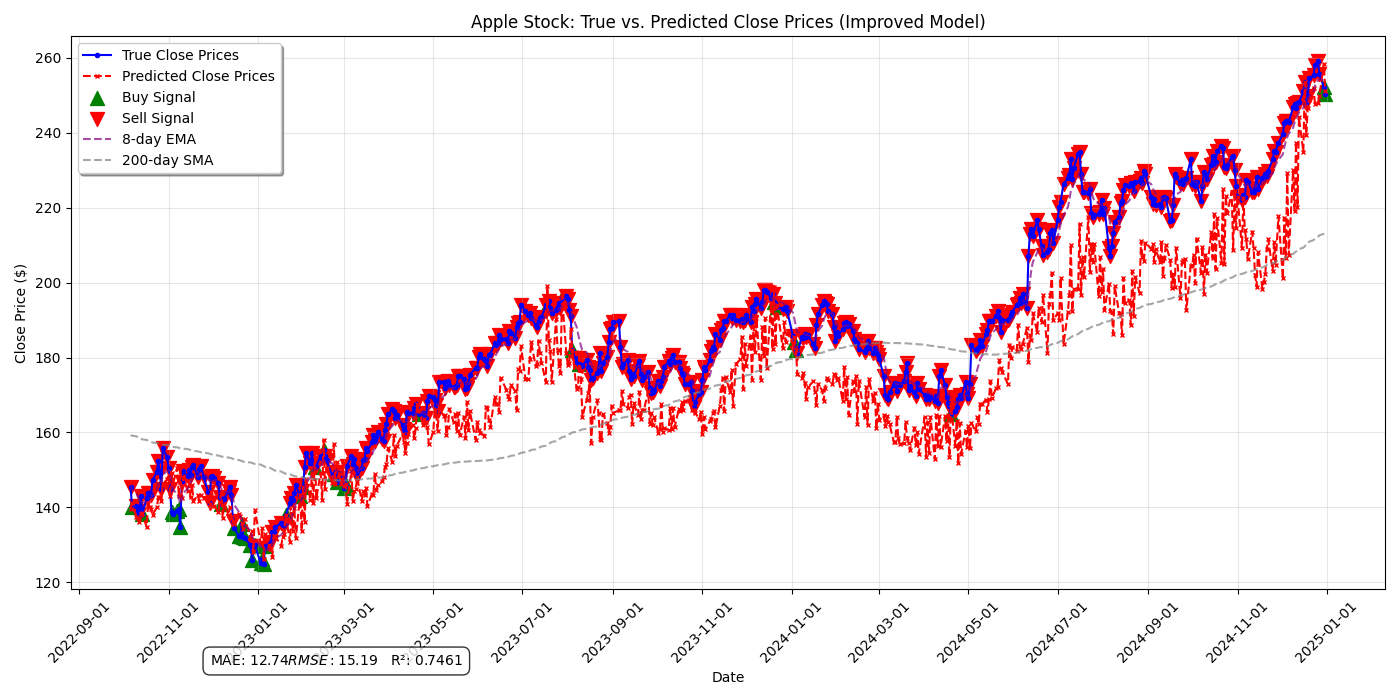 Apple Stock: True vs. Predicted Close Prices (Improved Model)
True Close Prices
Predicted Close Prices
Buy Signal
Sell Signal
8-day EMA
200-day SMA
Close Price ($)
260
240
220
200
180
160
140
120
2022-09-01
2022-11-01
2023-01-01
2023-03-01
2023-05-01
2023-07-01
2023-09-01
2023-11-01
2024-01-01
2024-03-01
2024-05-01
2024-07-01
2024-09-01
2024-11-01
2025-01-01
MAE: 12.74RMSE: 15.19 R²: 0.7461
Date